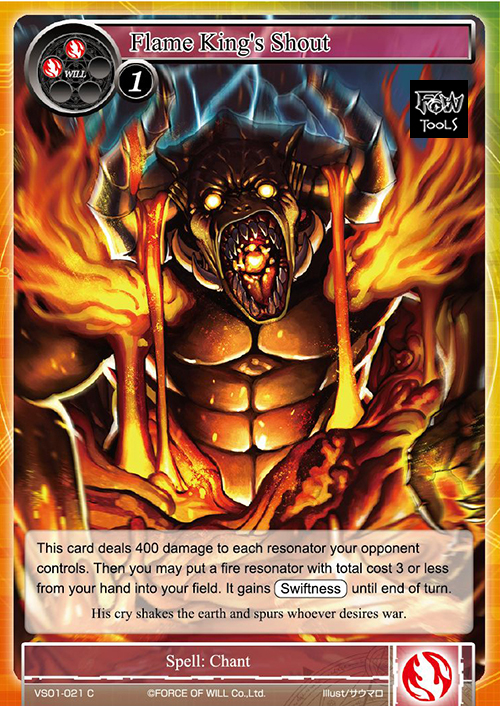 Flame King's Shout
WILL
1
FOW
TOOLS
This card deals 400 damage to each resonator your opponent
controls. Then you may put a fire resonator with total cost 3 or less
from your hand into your field. It gains Swiftness until end of turn.
His cry shakes the earth and spurs whoever desires war.
Spell: Chant
VS01-021 C ©FORCE OF WILL Co.,Ltd. Illust/サウマロ